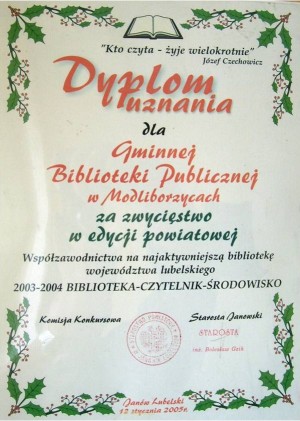 "Kto czyta - żyje wielokrotnie"
Józef Czechowicz
Dyplom
uznania
dla
Gminnej
Biblioteki Publicznej
w Modliborzycach
za zwycięstwo
w edycji powiatowej
Współzawodnictwa na najaktywniejszą bibliotekę
województwa lubelskiego
2003-2004 BIBLIOTEKA-CZYTELNIK-ŚRODOWISKO
Komisja Konkursowa
Starosta Janowski
STAROSTA
Janów Lubelski
12 stycznia 2005r.